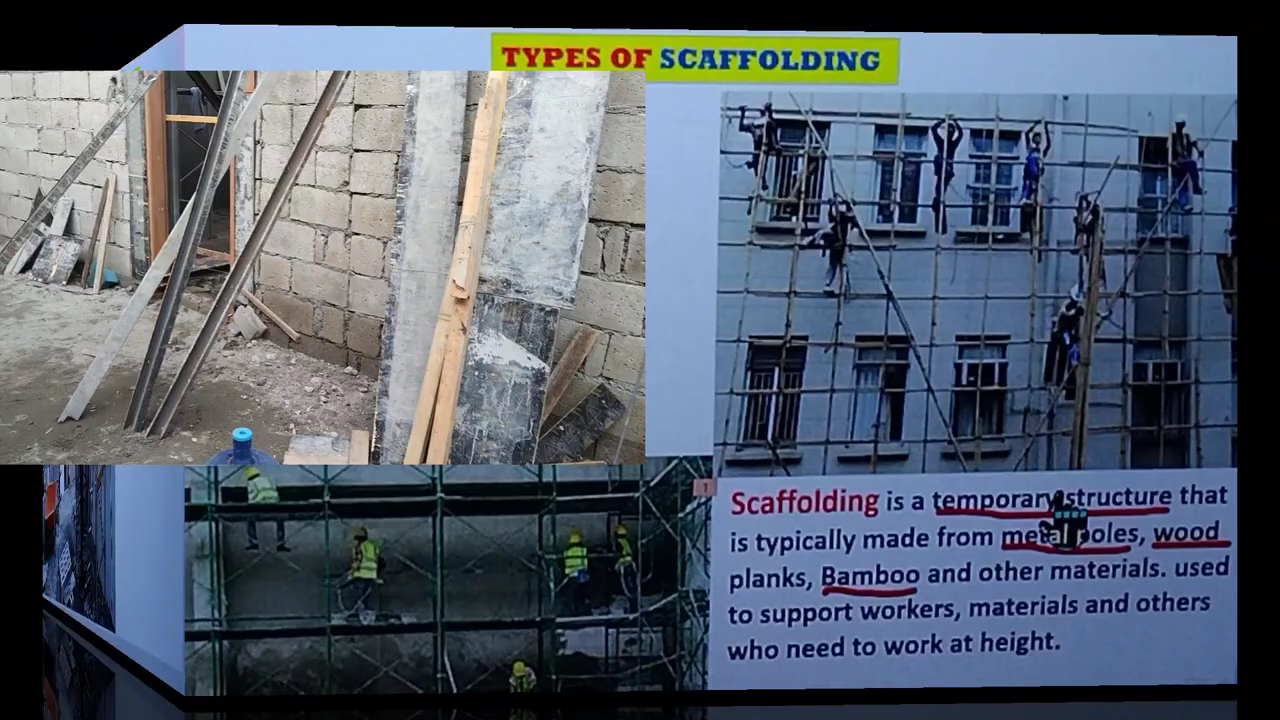 TYPES OF SCAFFOLDING
1
Scaffolding is a temporary structure that
is typically made from metal poles, wood
planks, Bamboo and other materials. used
to support workers, materials and others
who need to work at height.